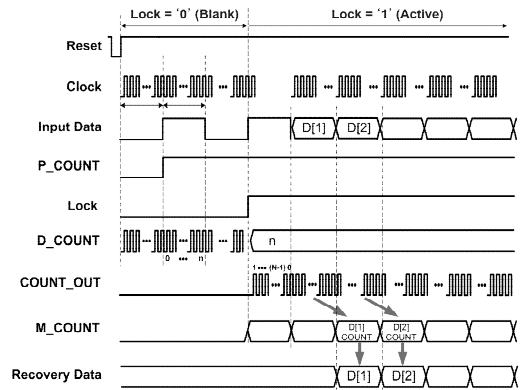 Lock = '0' (Blank) Lock = '1' (Active)
Reset
Clock
Input Data D[1] D[2]
P_COUNT
Lock
D_COUNT n
0 ••• n
1 ••• (N-1) 0
COUNT_OUT
M_COUNT D[1] COUNT D[2] COUNT
Recovery Data D[1] D[2]